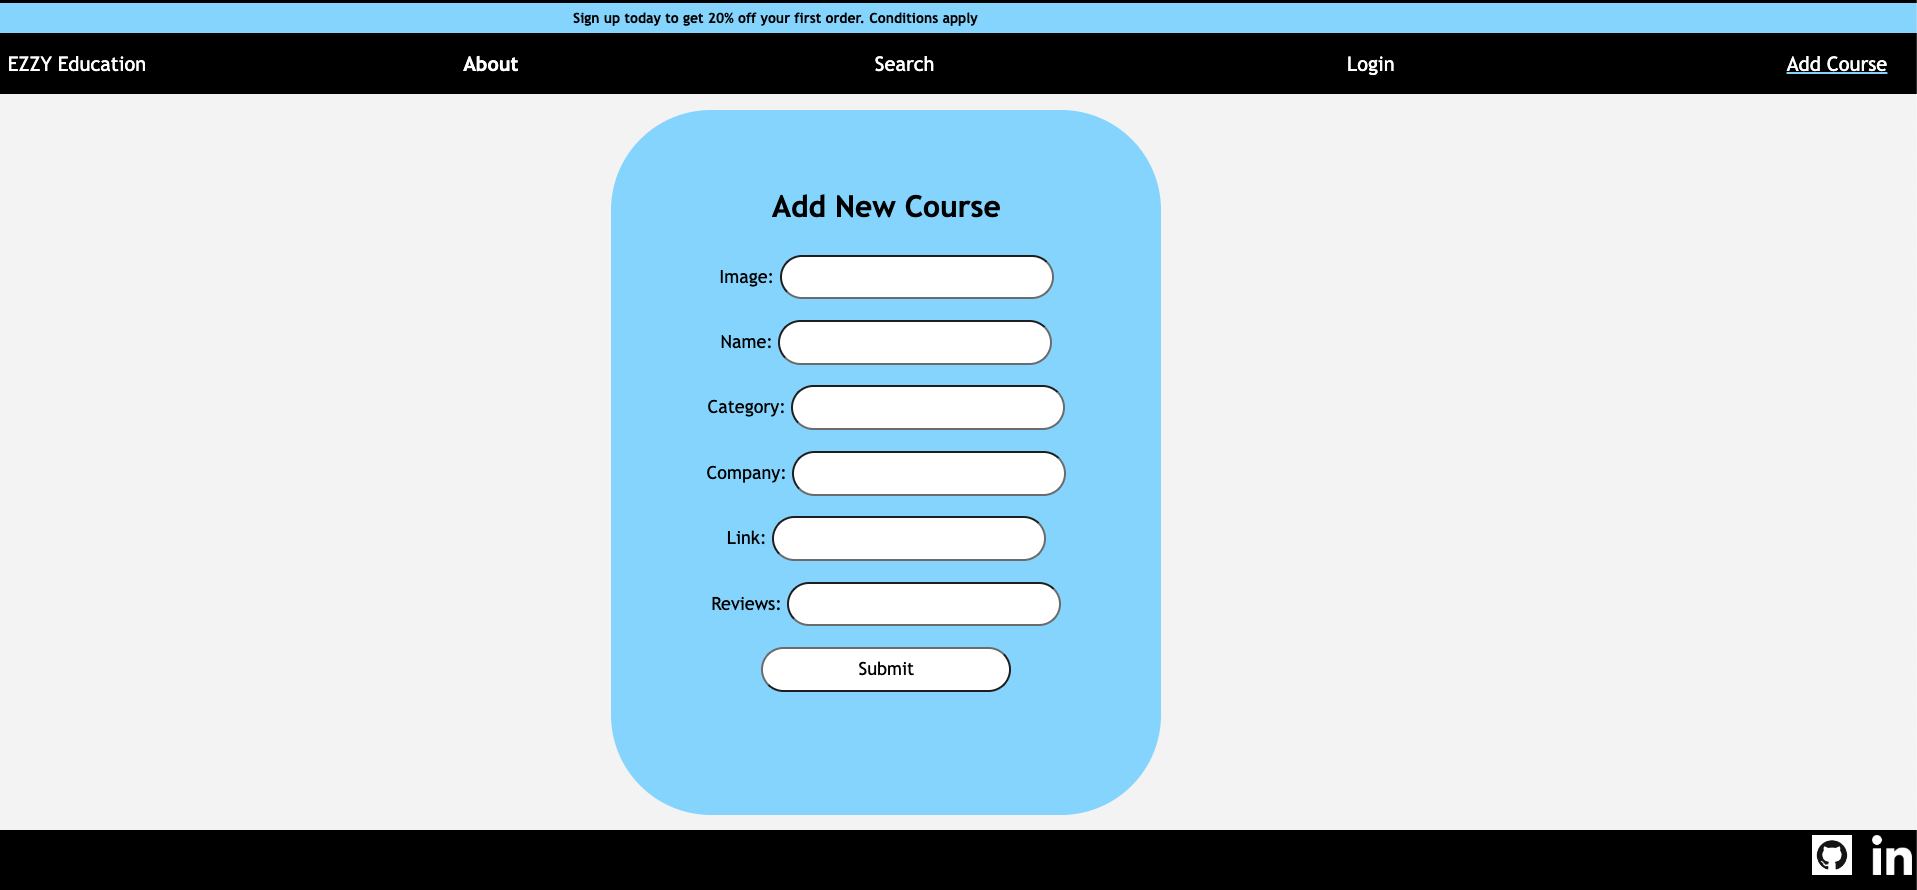 Sign up today to get 20% off your first order. Conditions apply
EZZY Education About Search Login Add Course
Add New Course
Image:
Name:
Category:
Company:
Link:
Reviews:
Submit
in